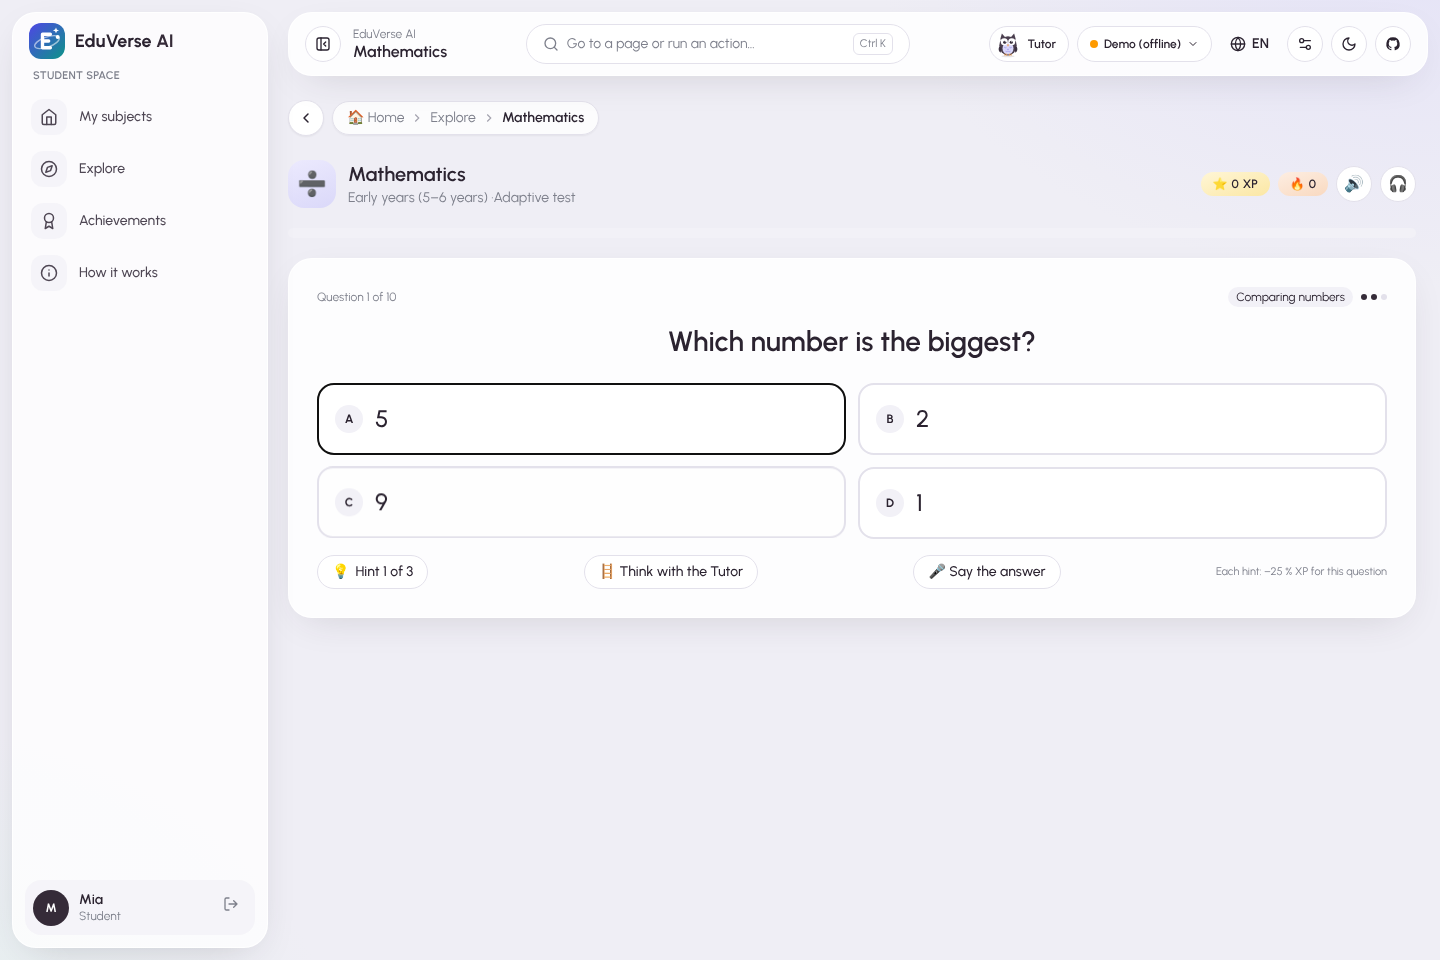 EduVerse AI
STUDENT SPACE
My subjects
Explore
Achievements
How it works
Mia
M
Student
EduVerse AI
Mathematics
Go to a page or run an action...
Ctrl K
Tutor
Demo (offline)
EN
Home
Explore
Mathematics
Mathematics
Early years (5–6 years) · Adaptive test
0 XP
0
Question 1 of 10
Comparing numbers
Which number is the biggest?
A 5
B 2
C 9
D 1
Hint 1 of 3
Think with the Tutor
Say the answer
Each hint: −25 % XP for this question